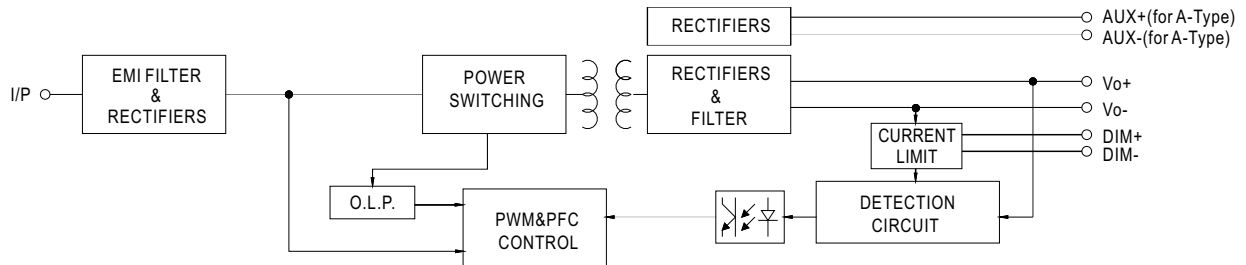 RECTIFIERS
AUX+(for A-Type)
AUX-(for A-Type)
I/P
EMI FILTER
&
RECTIFIERS
POWER
SWITCHING
RECTIFIERS
&
FILTER
Vo+
Vo-
CURRENT
LIMIT
DIM+
DIM-
O.L.P.
PWM&PFC
CONTROL
DETECTION
CIRCUIT